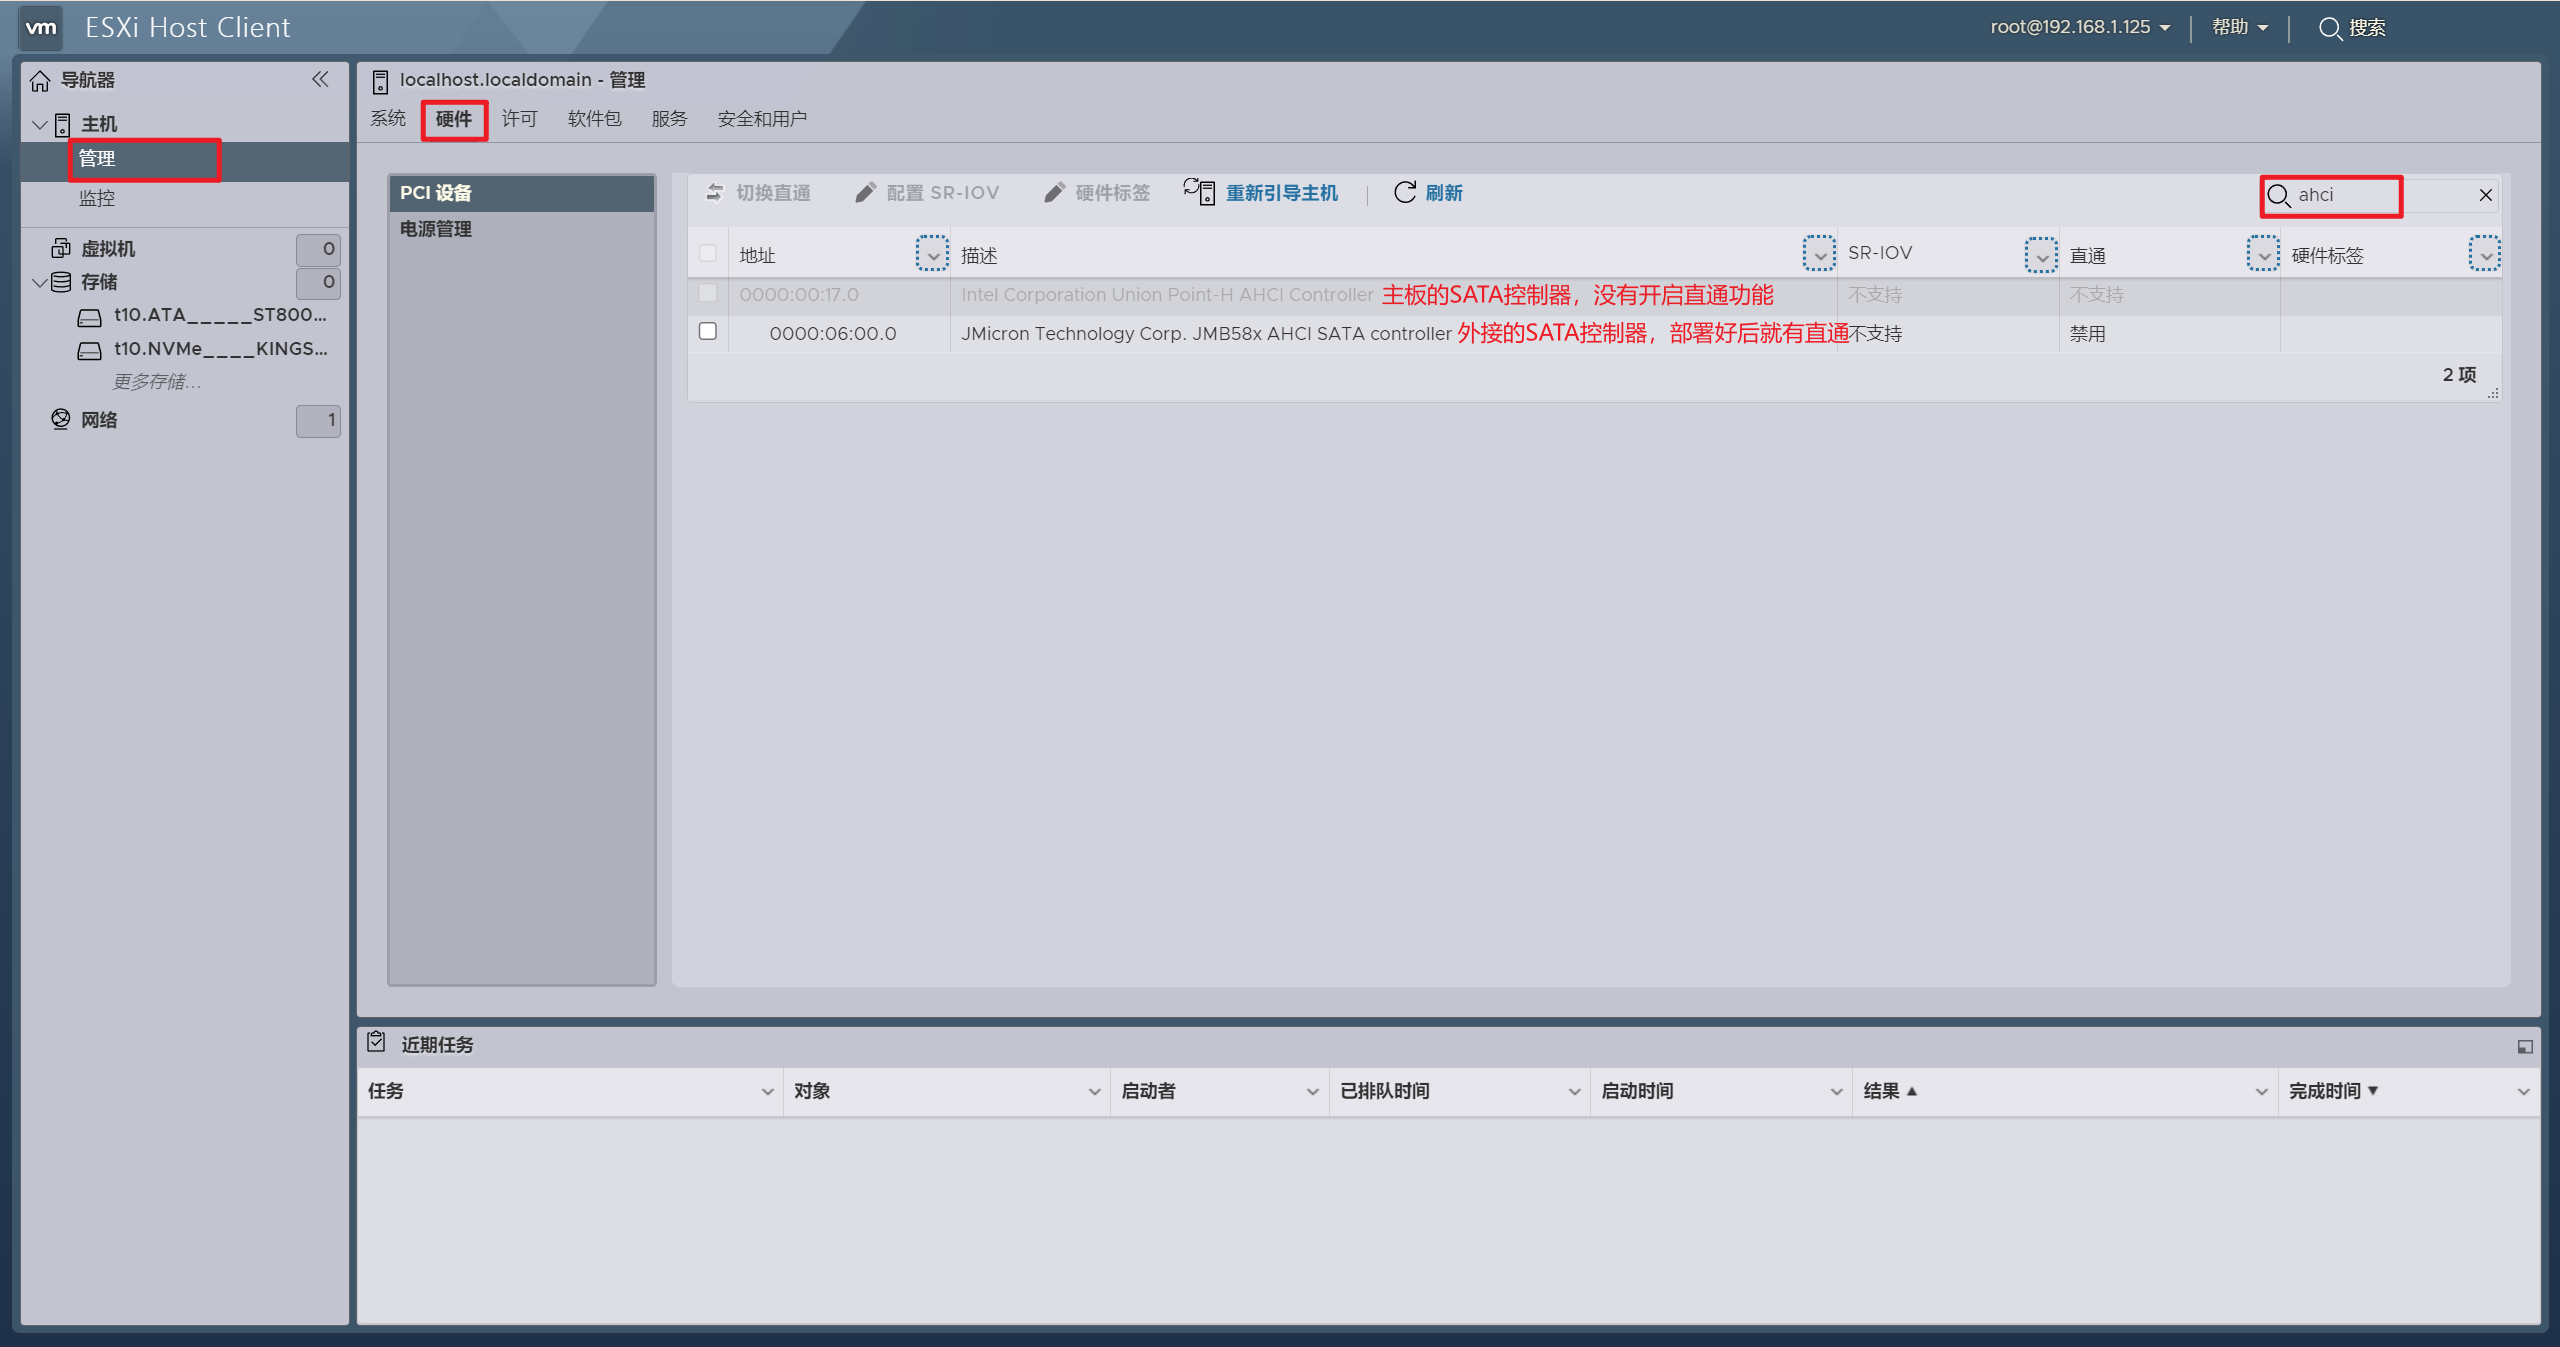 vm ESXi Host Client
root@192.168.1.125 帮助 搜索
导航器
主机
管理
监控
虚拟机 0
存储 0
t10.ATA_____ST800...
t10.NVMe____KINGS...
更多存储...
网络 1
localhost.localdomain - 管理
系统 硬件 许可 软件包 服务 安全和用户
PCI 设备
电源管理
切换直通 配置 SR-IOV 硬件标签 重新引导主机 刷新 ahci
地址 描述 SR-IOV 直通 硬件标签
0000:00:17.0 Intel Corporation Union Point-H AHCI Controller 主板的SATA控制器，没有开启直通功能 不支持 不支持
0000:06:00.0 JMicron Technology Corp. JMB58x AHCI SATA controller 外接的SATA控制器，部署好后就有直通 不支持 禁用
2 项
近期任务
任务 对象 启动者 已排队时间 启动时间 结果 ▲ 完成时间 ▼